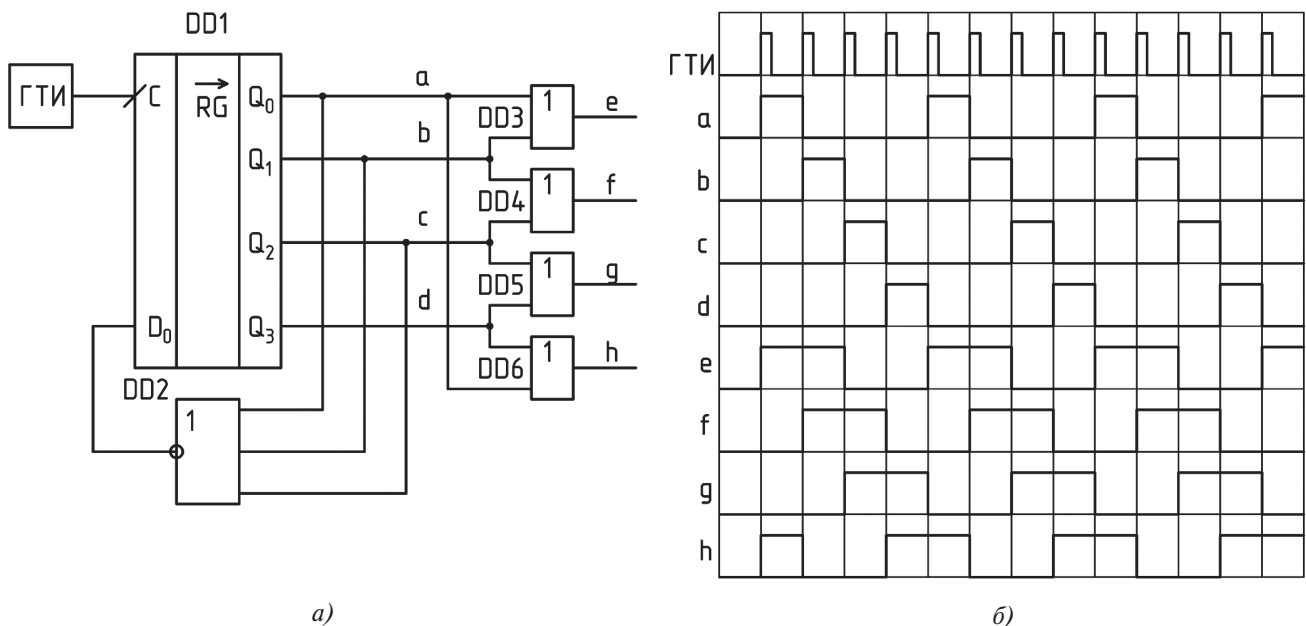 DD1
ГТИ
C
RG
Q0
Q1
Q2
Q3
D0
a
b
c
d
DD3
1
e
DD4
1
f
DD5
1
g
DD6
1
h
DD2
1
а)
ГТИ
a
b
c
d
e
f
g
h
б)